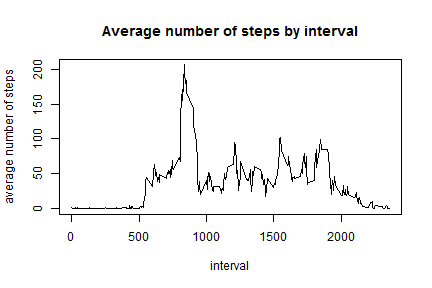 Average number of steps by interval
average number of steps
200
150
100
50
0
0 500 1000 1500 2000
interval